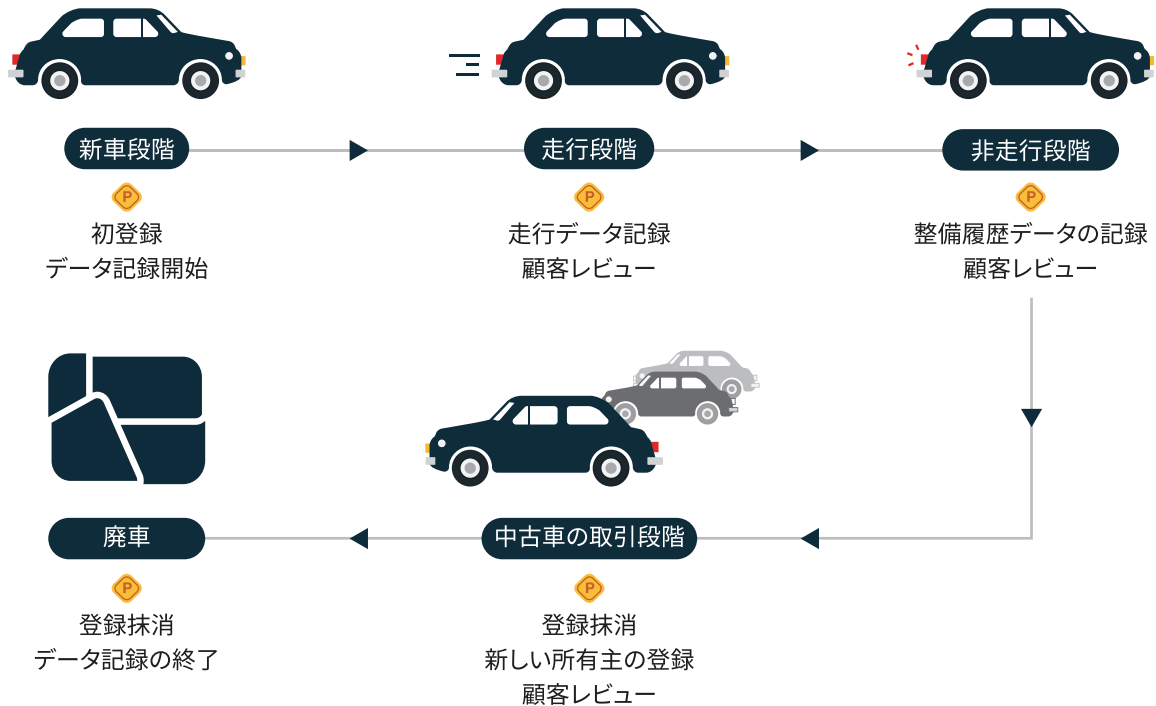 新車段階
P
初登録
データ記録開始
走行段階
P
走行データ記録
顧客レビュー
非走行段階
P
整備履歴データの記録
顧客レビュー
廃車
P
登録抹消
データ記録の終了
中古車の取引段階
P
登録抹消
新しい所有主の登録
顧客レビュー